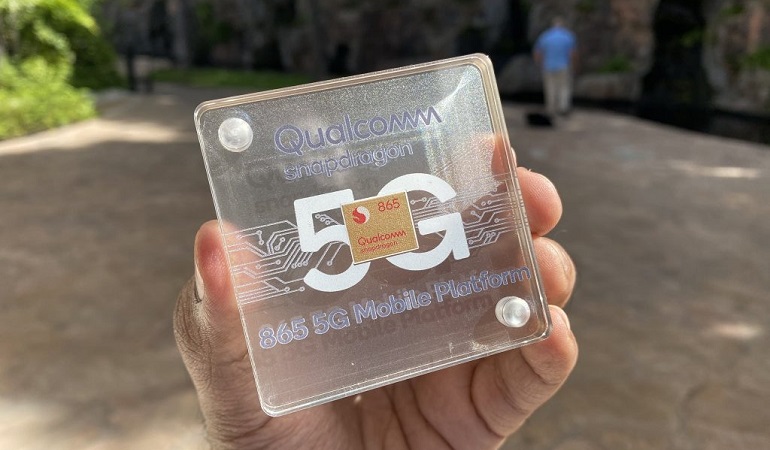 Qualcomm
snapdragon
5G
865
Qualcomm
snapdragon
865 5G Mobile Platform